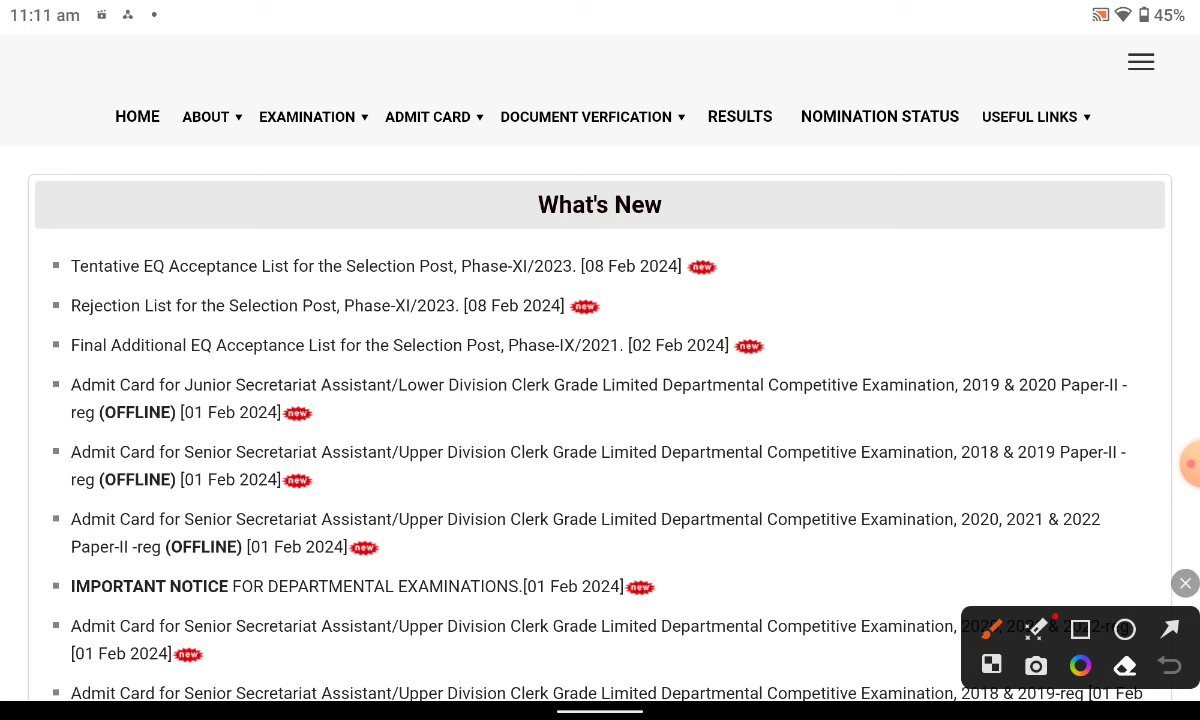 11:11 am
45%
HOME ABOUT ▼ EXAMINATION ▼ ADMIT CARD ▼ DOCUMENT VERFICATION ▼ RESULTS NOMINATION STATUS USEFUL LINKS ▼
What's New
Tentative EQ Acceptance List for the Selection Post, Phase-XI/2023. [08 Feb 2024] new
Rejection List for the Selection Post, Phase-XI/2023. [08 Feb 2024] new
Final Additional EQ Acceptance List for the Selection Post, Phase-IX/2021. [02 Feb 2024] new
Admit Card for Junior Secretariat Assistant/Lower Division Clerk Grade Limited Departmental Competitive Examination, 2019 & 2020 Paper-II -
reg (OFFLINE) [01 Feb 2024] new
Admit Card for Senior Secretariat Assistant/Upper Division Clerk Grade Limited Departmental Competitive Examination, 2018 & 2019 Paper-II -
reg (OFFLINE) [01 Feb 2024] new
Admit Card for Senior Secretariat Assistant/Upper Division Clerk Grade Limited Departmental Competitive Examination, 2020, 2021 & 2022
Paper-II -reg (OFFLINE) [01 Feb 2024] new
IMPORTANT NOTICE FOR DEPARTMENTAL EXAMINATIONS.[01 Feb 2024] new
Admit Card for Senior Secretariat Assistant/Upper Division Clerk Grade Limited Departmental Competitive Examination, 2020, 2021 & 2022-reg
[01 Feb 2024] new
Admit Card for Senior Secretariat Assistant/Upper Division Clerk Grade Limited Departmental Competitive Examination, 2018 & 2019-reg [01 Feb